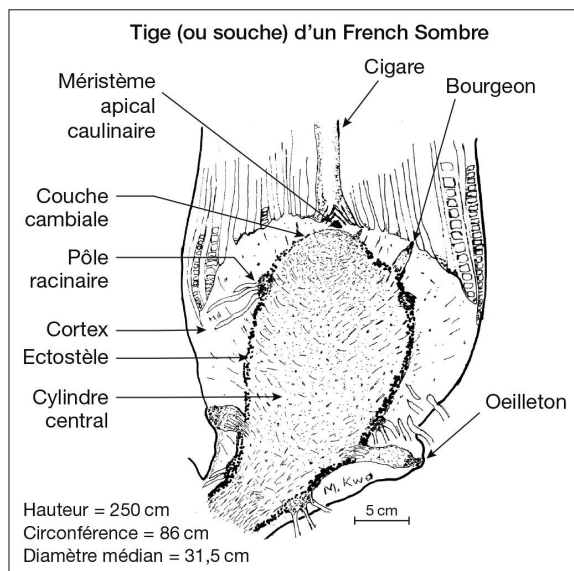 Tige (ou souche) d'un French Sombre
Cigare
Méristème
apical
caulinaire
Bourgeon
Couche
cambiale
Pôle
racinaire
Cortex
Ectostèle
Cylindre
central
Oeilleton
M. Kwa
Hauteur = 250 cm
Circonférence = 86 cm
Diamètre médian = 31,5 cm
5 cm